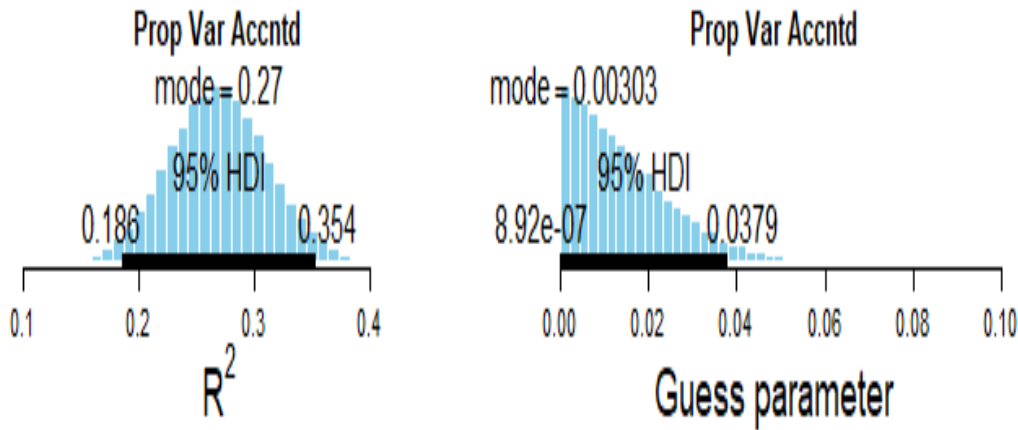 Prop Var Accntd
mode = 0.27
95% HDI
0.186 0.354
0.1 0.2 0.3 0.4
R²
Prop Var Accntd
mode = 0.00303
95% HDI
8.92e-07 0.0379
0.00 0.02 0.04 0.06 0.08 0.10
Guess parameter